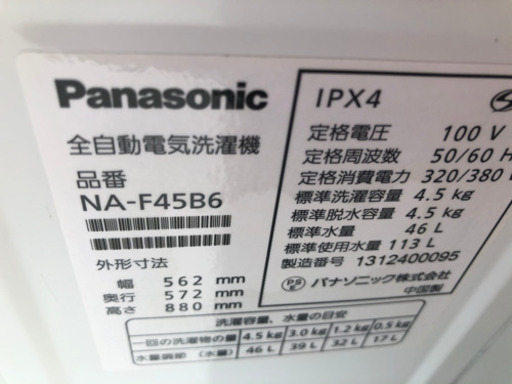 Panasonic
全自動電気洗濯機
品番
NA-F45B6
外形寸法
幅 562 mm
奥行 572 mm
高さ 880 mm
IPX4
定格電圧 100 V
定格周波数 50/60 H
定格消費電力 320/380
標準洗濯容量 4.5 kg
標準脱水容量 4.5 kg
標準水量 46 L
標準使用水量 113 L
製造番号 1312400095
PS E パナソニック株式会社
中国製
洗濯容量、水量の目安
一回の洗濯物の量 4.5 kg 3.0 kg 1.2 kg 0.5 kg
水量調節 (水量) 46 L 39 L 32 L 17 L